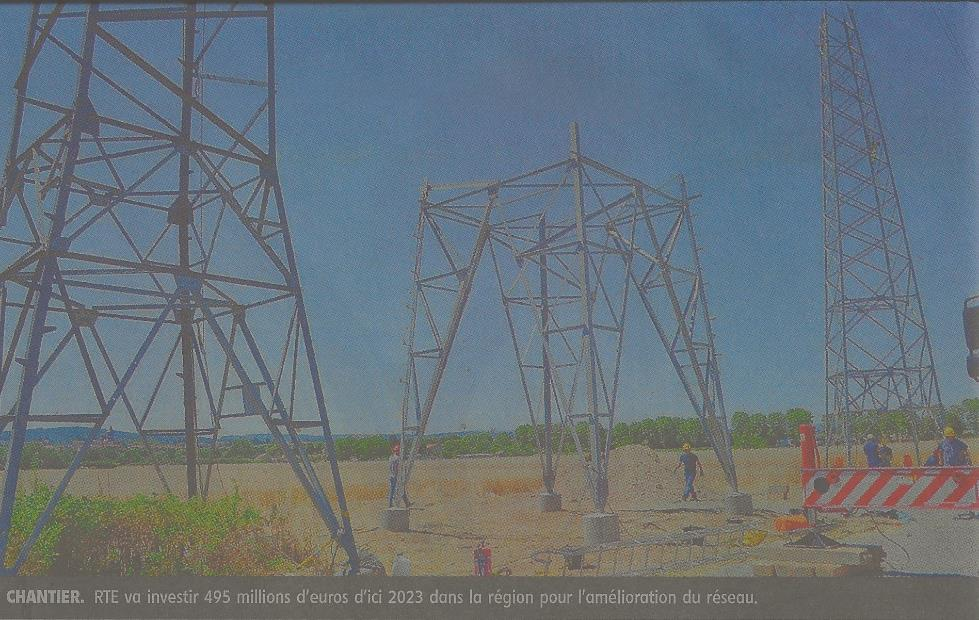 CHANTIER. RTE va investir 495 millions d'euros d'ici 2023 dans la région pour l'amélioration du réseau.